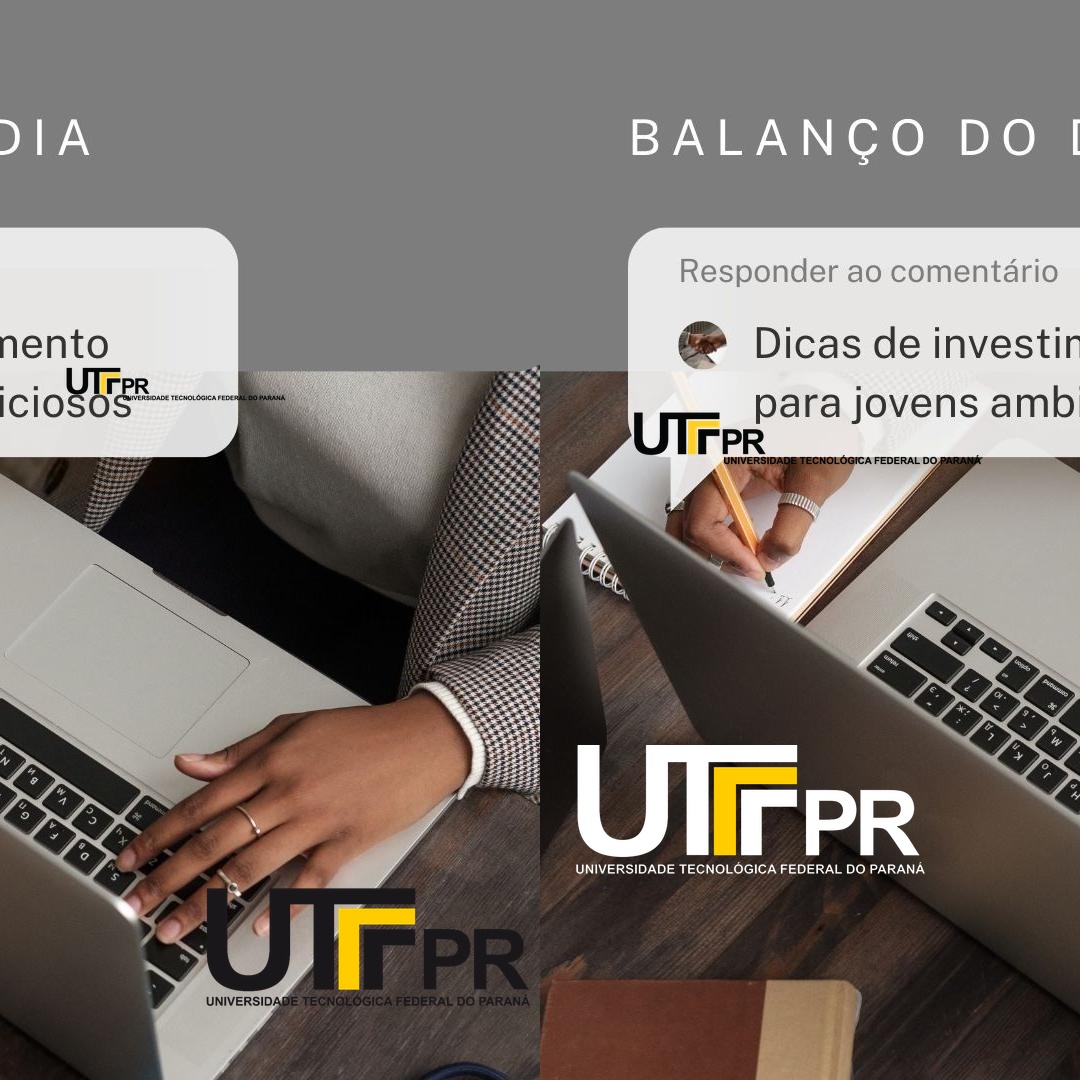 DIA
mento
iciosos
UTFPR
UNIVERSIDADE TECNOLÓGICA FEDERAL DO PARANÁ
UTFPR
UNIVERSIDADE TECNOLÓGICA FEDERAL DO PARANÁ
BALANÇO DO D
Responder ao comentário
Dicas de investim
para jovens ambi
UTFPR
UNIVERSIDADE TECNOLÓGICA FEDERAL DO PARANÁ
UTFPR
UNIVERSIDADE TECNOLÓGICA FEDERAL DO PARANÁ